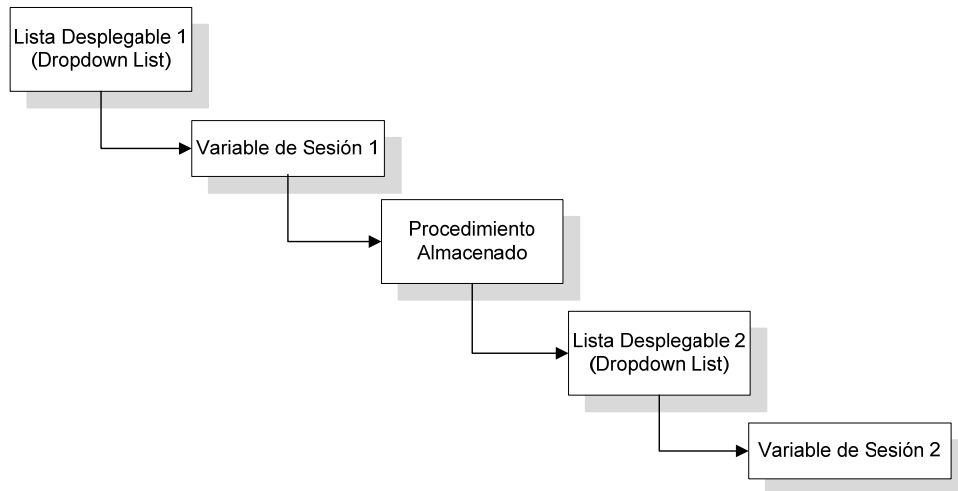 Lista Desplegable 1
(Dropdown List)
Variable de Sesión 1
Procedimiento
Almacenado
Lista Desplegable 2
(Dropdown List)
Variable de Sesión 2